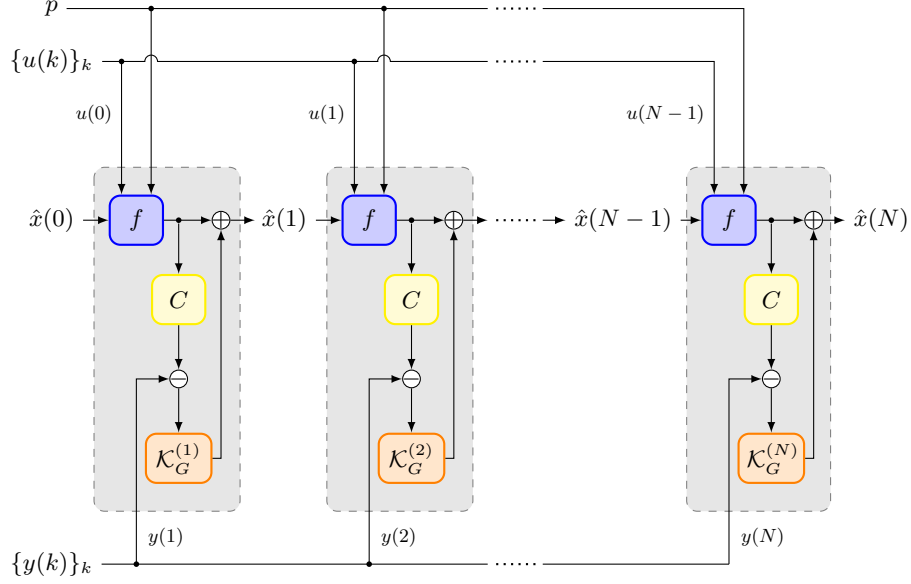 p ......
{u(k)}_k ......
u(0) u(1) u(N − 1)
x̂(0) f ⊕ x̂(1) f ⊕ ...... x̂(N − 1) f ⊕ x̂(N)
C C C
⊖ ⊖ ⊖
𝒦_G^{(1)} 𝒦_G^{(2)} 𝒦_G^{(N)}
y(1) y(2) y(N)
{y(k)}_k ......